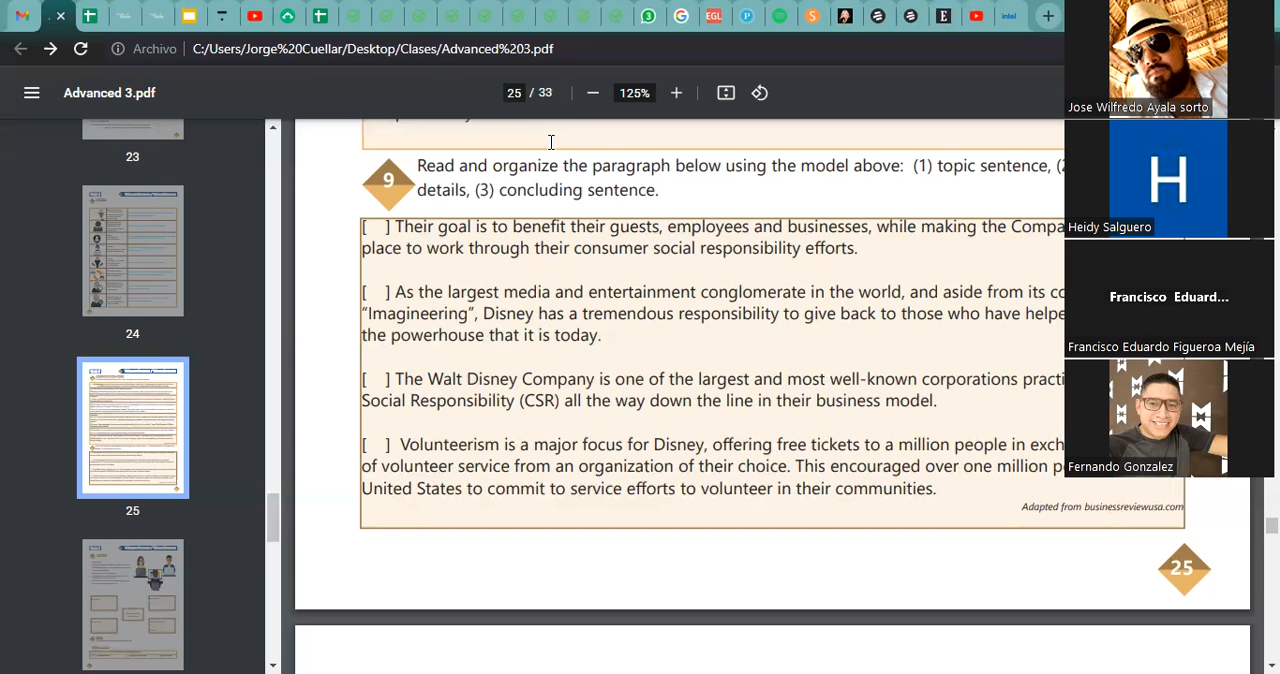 EGL
intel
Archivo
C:/Users/Jorge%20Cuellar/Desktop/Clases/Advanced%203.pdf
Advanced 3.pdf
25 / 33
125%
23
24
25
9
Read and organize the paragraph below using the model above: (1) topic sentence,
details, (3) concluding sentence.
[ ] Their goal is to benefit their guests, employees and businesses, while making the Compa
place to work through their consumer social responsibility efforts.
[ ] As the largest media and entertainment conglomerate in the world, and aside from its co
"Imagineering", Disney has a tremendous responsibility to give back to those who have helpe
the powerhouse that it is today.
[ ] The Walt Disney Company is one of the largest and most well-known corporations practi
Social Responsibility (CSR) all the way down the line in their business model.
[ ] Volunteerism is a major focus for Disney, offering free tickets to a million people in exch
of volunteer service from an organization of their choice. This encouraged over one million p
United States to commit to service efforts to volunteer in their communities.
Adapted from businessreviewusa.com
25
Jose Wilfredo Ayala sorto
H
Heidy Salguero
Francisco Eduard...
Francisco Eduardo Figueroa Mejía
Fernando Gonzalez